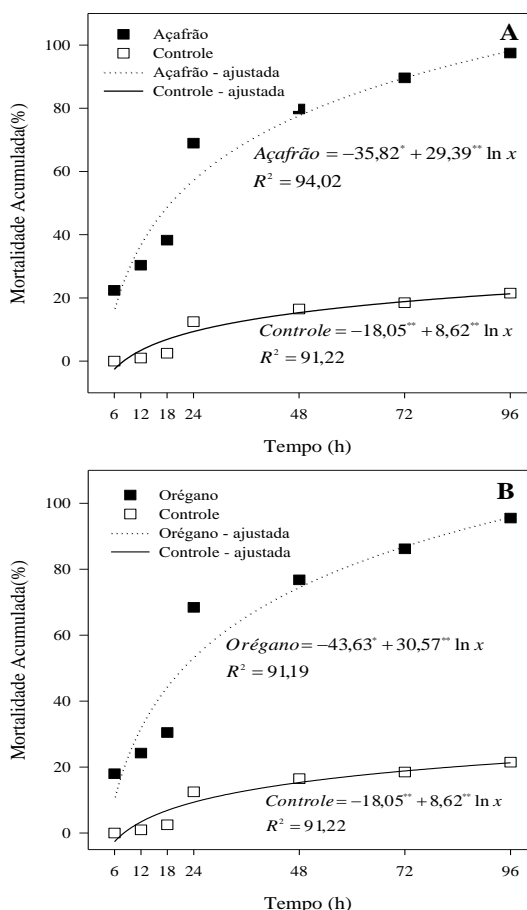 A
Açafrão
Controle
Açafrão - ajustada
Controle - ajustada
Mortalidade Acumulada(%)
100
80
60
40
20
0
Açafrão = −35,82* + 29,39** ln x
R² = 94,02
Controle = −18,05** + 8,62** ln x
R² = 91,22
6 12 18 24 48 72 96
Tempo (h)
B
Orégano
Controle
Orégano - ajustada
Controle - ajustada
Mortalidade Acumulada(%)
100
80
60
40
20
0
Orégano = −43,63* + 30,57** ln x
R² = 91,19
Controle = −18,05** + 8,62** ln x
R² = 91,22
6 12 18 24 48 72 96
Tempo (h)